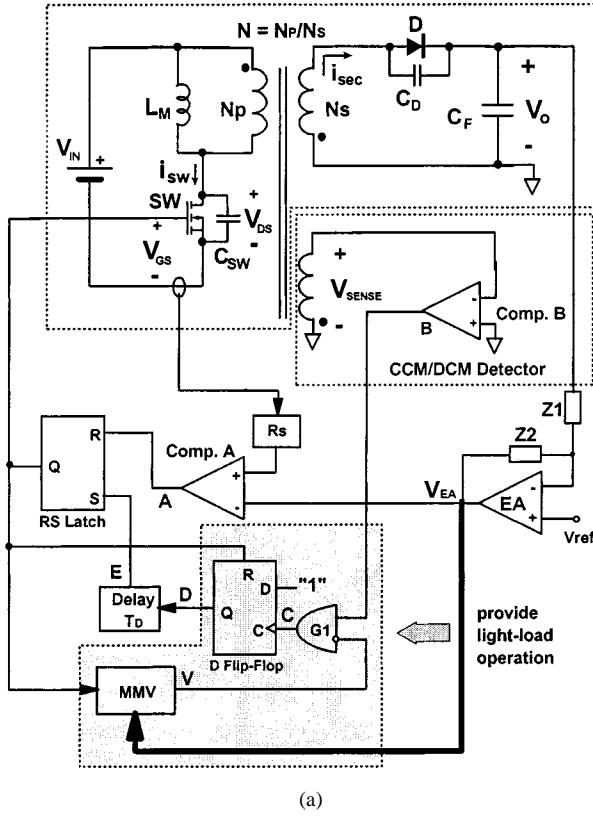 N = NP/NS
D
+
isec
CD
LM
Np
Ns
CF
Vo
-
VIN
+
isw
SW
+
VDS
-
+
VGS
-
CSW
+
VSENSE
-
-
+
B
Comp. B
CCM/DCM Detector
Z1
Rs
Z2
Comp. A
R
Q
S
RS Latch
A
+
-
VEA
EA
-
+
Vref
E
D
Delay
TD
R
D
"1"
Q
C
C
G1
D Flip-Flop
provide
light-load
operation
MMV
V
(a)